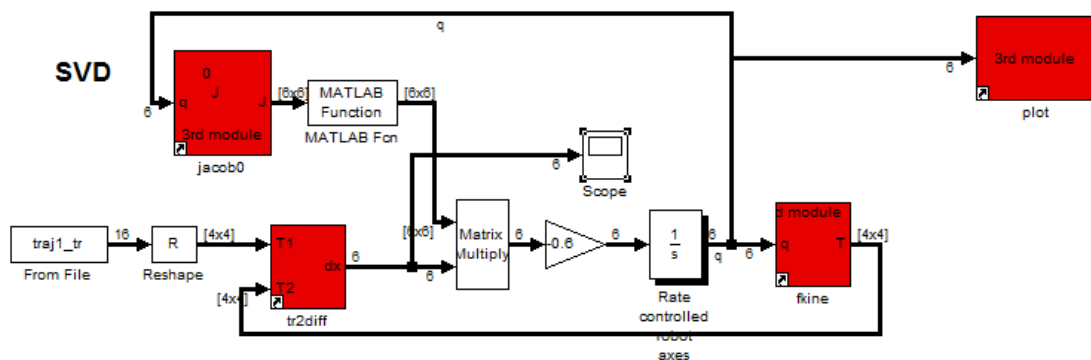 q
SVD
0
J
q
J
3rd module
jacob0
6
[6x6]
MATLAB
Function
MATLAB Fcn
[6x6]
6
3rd module
plot
6
Scope
traj1_tr
From File
16
R
Reshape
[4x4]
T1
T2
dx
tr2diff
[4x4]
6
[6x6]
6
Matrix
Multiply
6
-0.6
6
1
s
Rate
controlled
robot
axes
6
q
6
6
d module
q
T
fkine
[4x4]